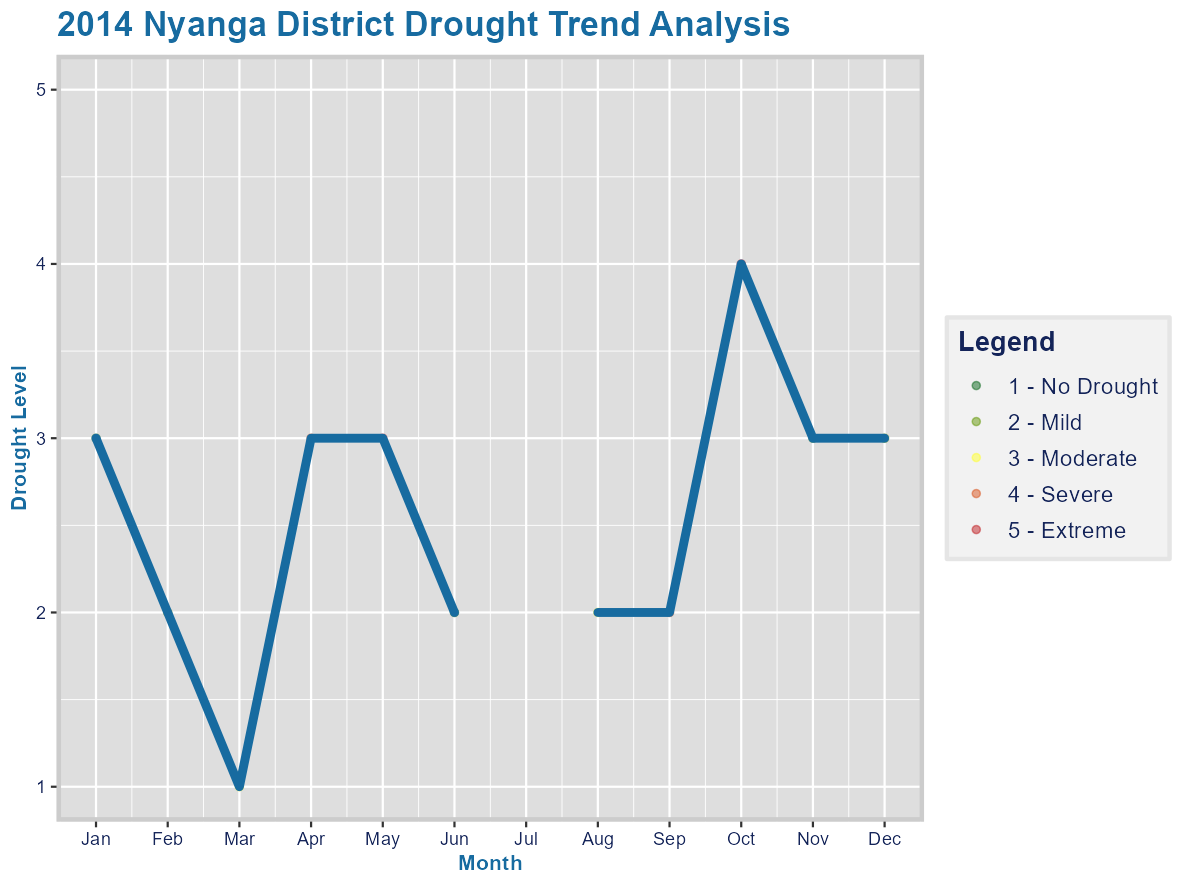 2014 Nyanga District Drought Trend Analysis
5
4
3
2
1
Drought Level
Jan Feb Mar Apr May Jun Jul Aug Sep Oct Nov Dec
Month
Legend
1 - No Drought
2 - Mild
3 - Moderate
4 - Severe
5 - Extreme